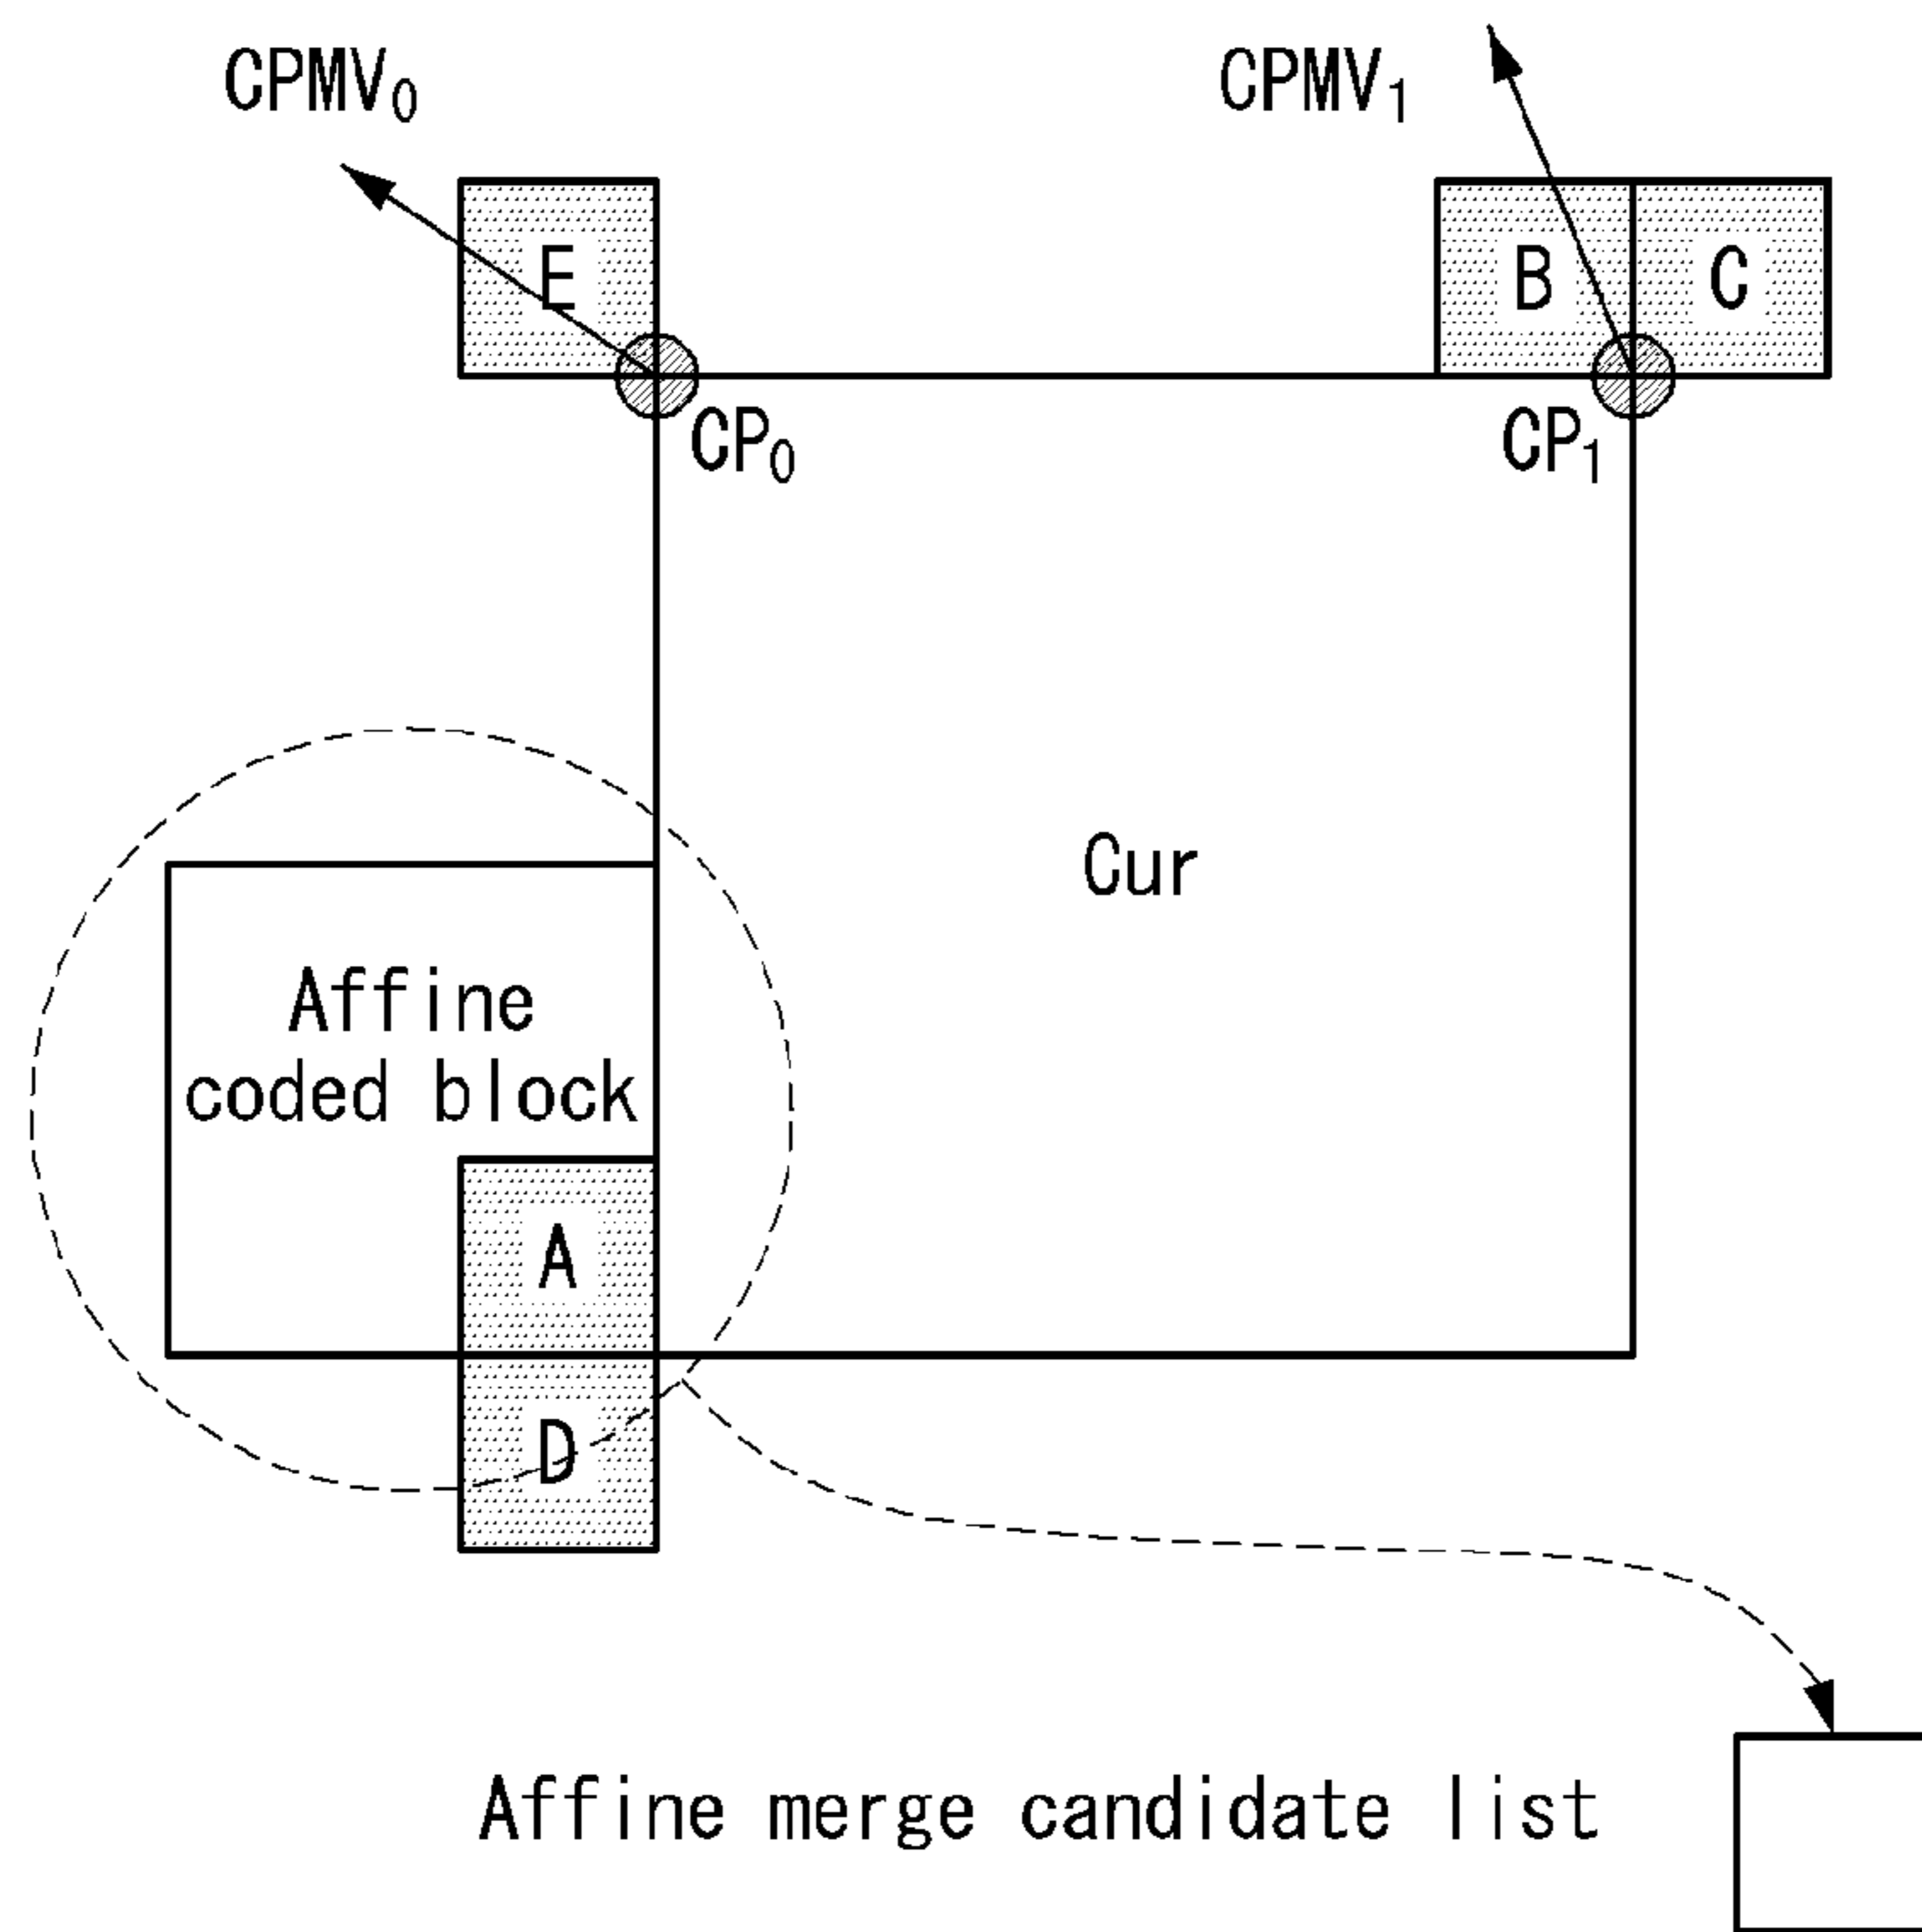 CPMV₀
CPMV₁
E
B
C
CP₀
CP₁
Cur
Affine
coded block
A
D
Affine merge candidate list